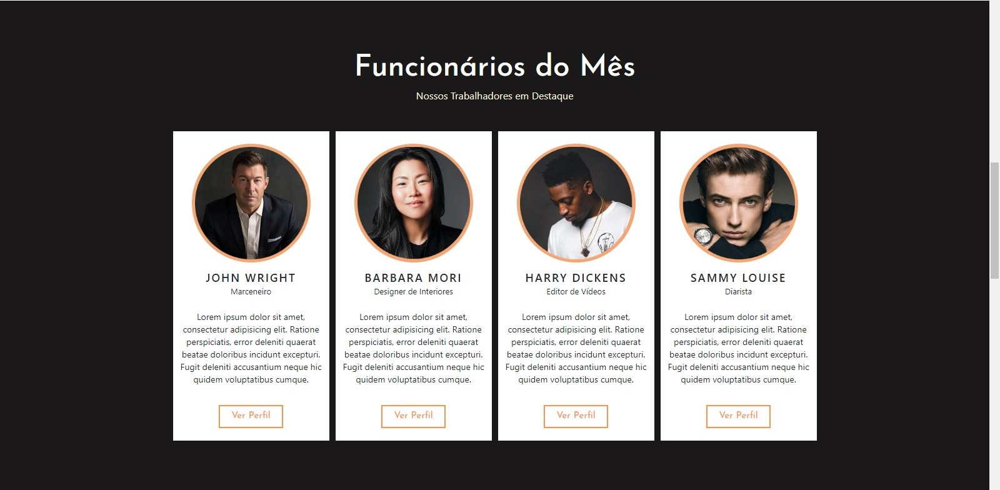 Funcionários do Mês
Nossos Trabalhadores em Destaque
JOHN WRIGHT
Marceneiro
Lorem ipsum dolor sit amet,
consectetur adipisicing elit. Ratione
perspiciatis, error deleniti quaerat
beatae doloribus incidunt excepturi.
Fugit deleniti accusantium neque hic
quidem voluptatibus cumque.
Ver Perfil
BARBARA MORI
Designer de Interiores
Lorem ipsum dolor sit amet,
consectetur adipisicing elit. Ratione
perspiciatis, error deleniti quaerat
beatae doloribus incidunt excepturi.
Fugit deleniti accusantium neque hic
quidem voluptatibus cumque.
Ver Perfil
HARRY DICKENS
Editor de Vídeos
Lorem ipsum dolor sit amet,
consectetur adipisicing elit. Ratione
perspiciatis, error deleniti quaerat
beatae doloribus incidunt excepturi.
Fugit deleniti accusantium neque hic
quidem voluptatibus cumque.
Ver Perfil
SAMMY LOUISE
Diarista
Lorem ipsum dolor sit amet,
consectetur adipisicing elit. Ratione
perspiciatis, error deleniti quaerat
beatae doloribus incidunt excepturi.
Fugit deleniti accusantium neque hic
quidem voluptatibus cumque.
Ver Perfil